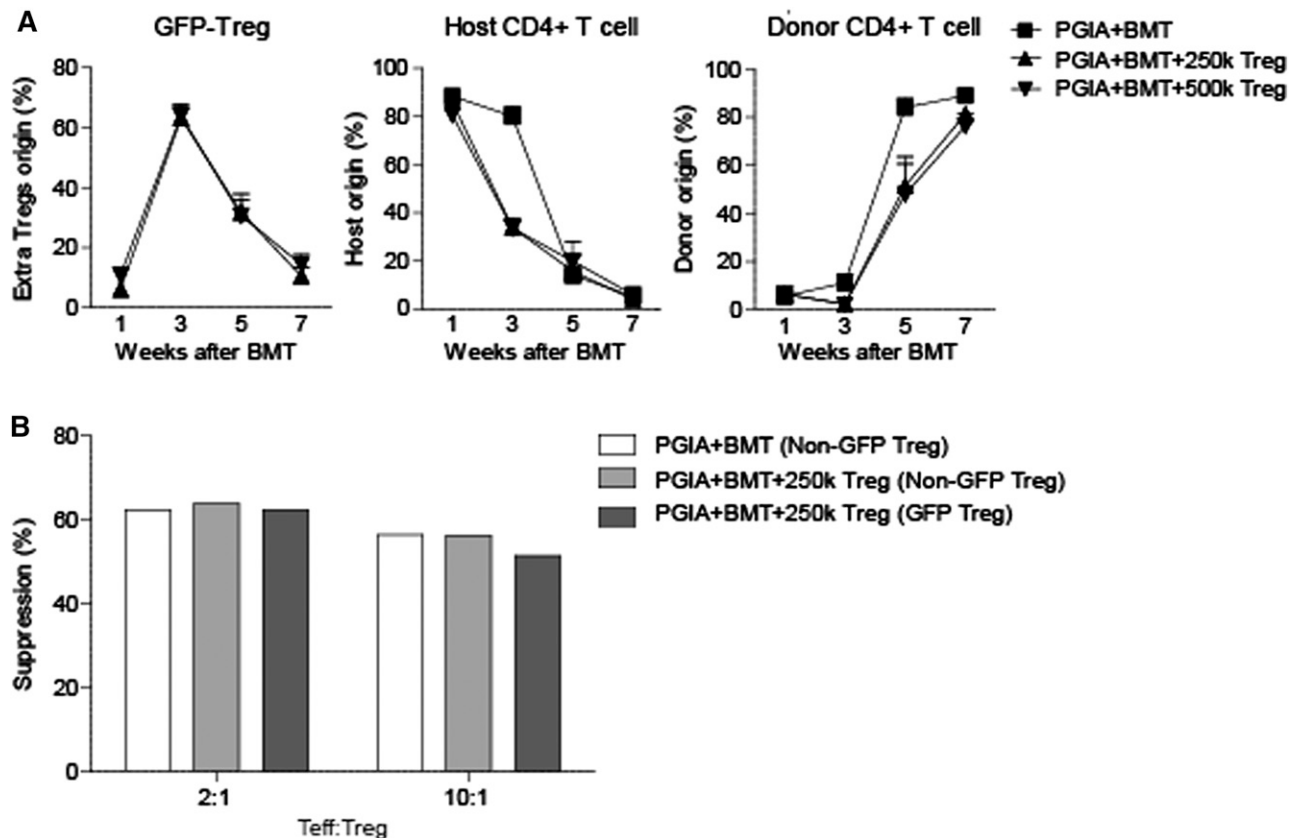 A
GFP-Treg
Extra Tregs origin (%)
80
60
40
20
0
1 3 5 7
Weeks after BMT
Host CD4+ T cell
Host origin (%)
100
80
60
40
20
0
1 3 5 7
Weeks after BMT
Donor CD4+ T cell
Donor origin (%)
100
80
60
40
20
0
1 3 5 7
Weeks after BMT
PGIA+BMT
PGIA+BMT+250k Treg
PGIA+BMT+500k Treg
B
Suppression (%)
80
60
40
20
0
2:1 10:1
Teff:Treg
PGIA+BMT (Non-GFP Treg)
PGIA+BMT+250k Treg (Non-GFP Treg)
PGIA+BMT+250k Treg (GFP Treg)